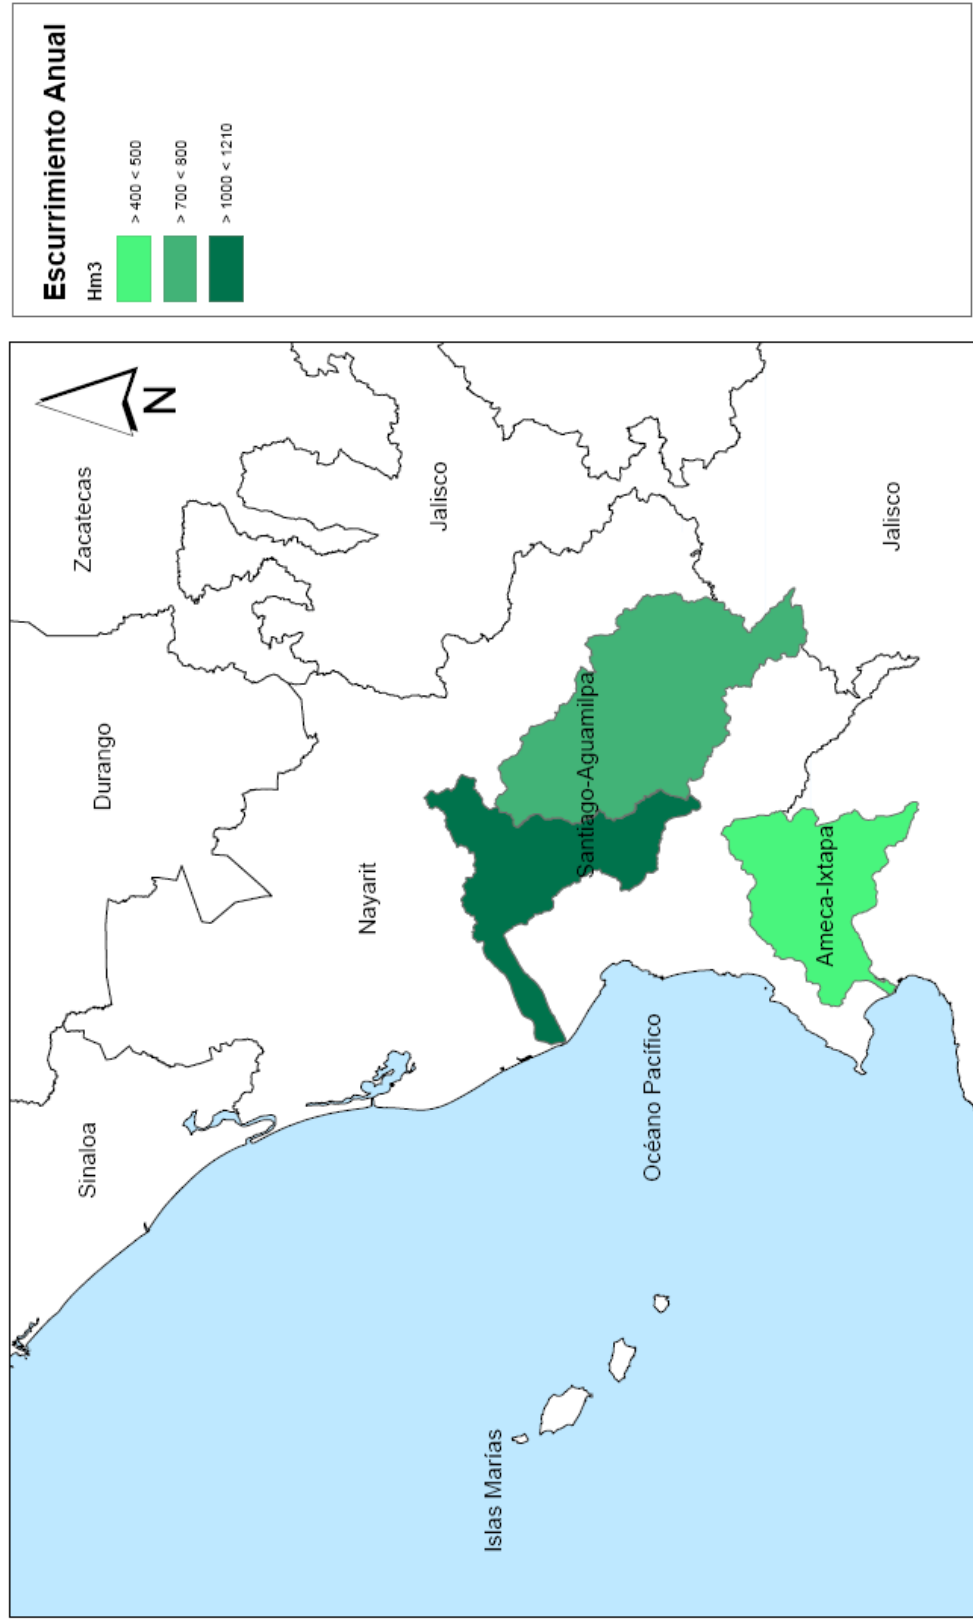 Escurrimiento Anual
Hm3
> 400 < 500
> 700 < 800
> 1000 < 1210
N
Zacatecas
Durango
Sinaloa
Jalisco
Nayarit
Santiago-Aguamilpa
Islas Marías
Océano Pacífico
Ameca-Ixtapa
Jalisco